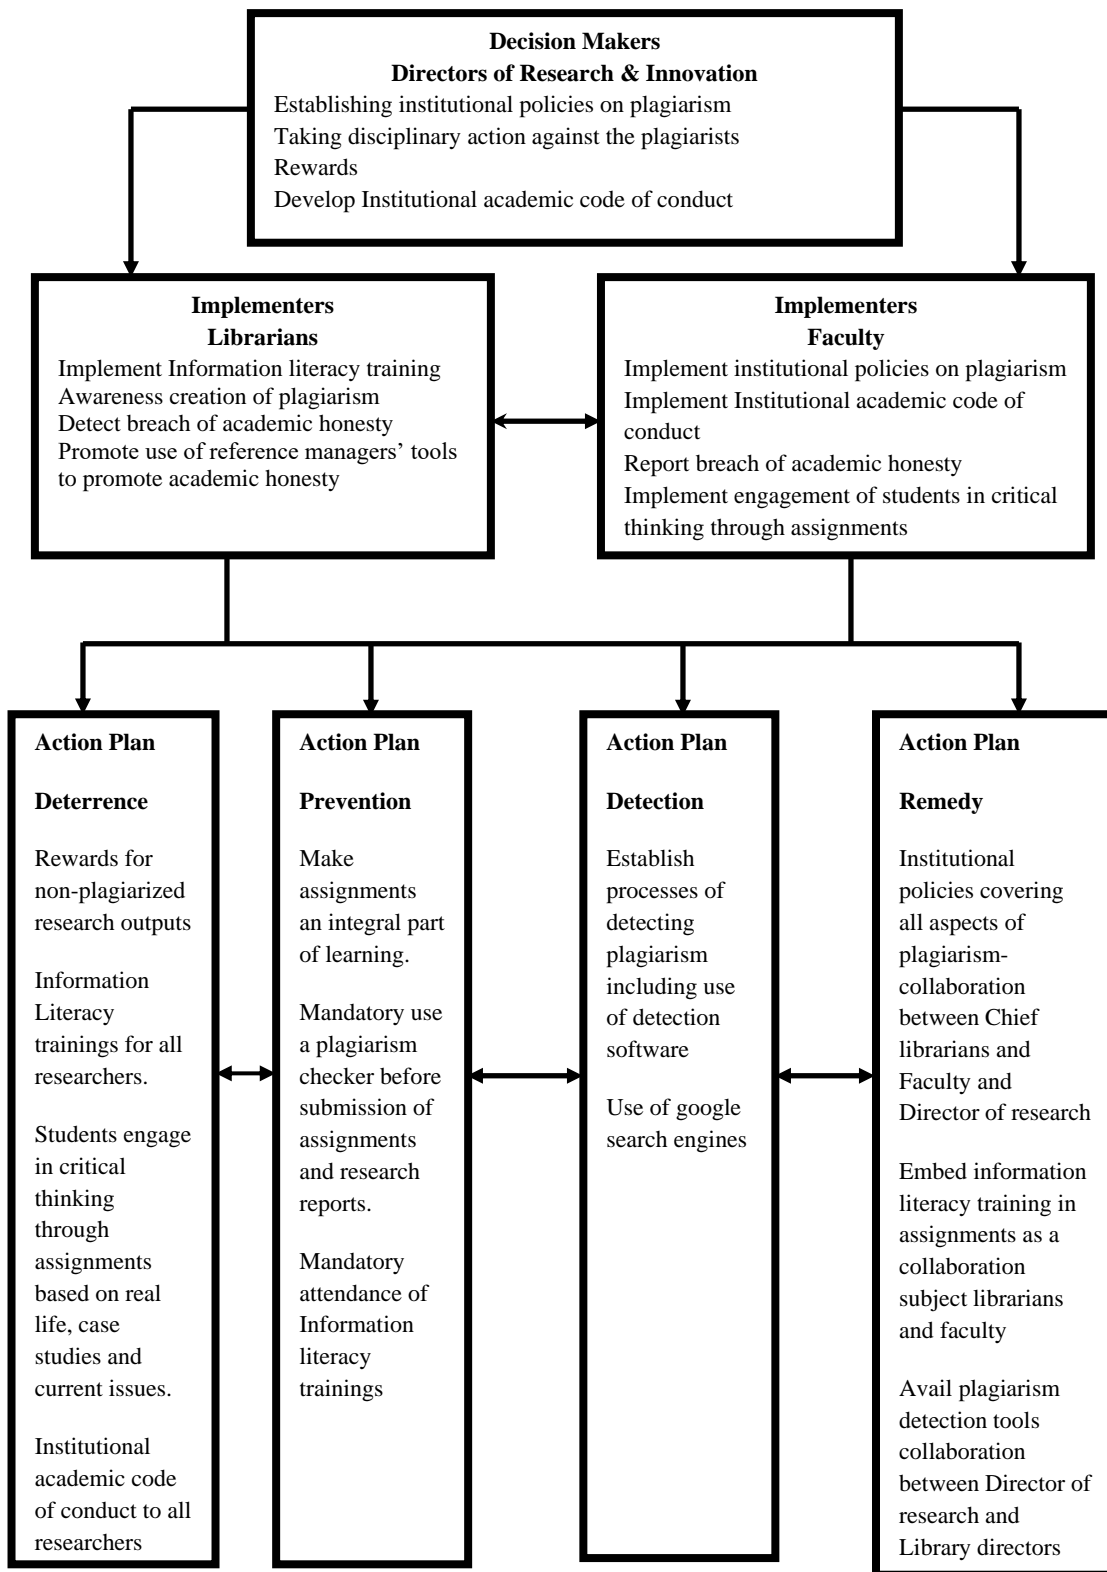 Decision Makers
Directors of Research & Innovation
Establishing institutional policies on plagiarism
Taking disciplinary action against the plagiarists
Rewards
Develop Institutional academic code of conduct
Implementers
Librarians
Implement Information literacy training
Awareness creation of plagiarism
Detect breach of academic honesty
Promote use of reference managers’ tools
to promote academic honesty
Implementers
Faculty
Implement institutional policies on plagiarism
Implement Institutional academic code of
conduct
Report breach of academic honesty
Implement engagement of students in critical
thinking through assignments
Action Plan
Deterrence
Rewards for
non-plagiarized
research outputs
Information
Literacy
trainings for all
researchers.
Students engage
in critical
thinking
through
assignments
based on real
life, case
studies and
current issues.
Institutional
academic code
of conduct to all
researchers
Action Plan
Prevention
Make
assignments
an integral part
of learning.
Mandatory use
a plagiarism
checker before
submission of
assignments
and research
reports.
Mandatory
attendance of
Information
literacy
trainings
Action Plan
Detection
Establish
processes of
detecting
plagiarism
including use
of detection
software
Use of google
search engines
Action Plan
Remedy
Institutional
policies covering
all aspects of
plagiarism-
collaboration
between Chief
librarians and
Faculty and
Director of research
Embed information
literacy training in
assignments as a
collaboration
subject librarians
and faculty
Avail plagiarism
detection tools
collaboration
between Director of
research and
Library directors